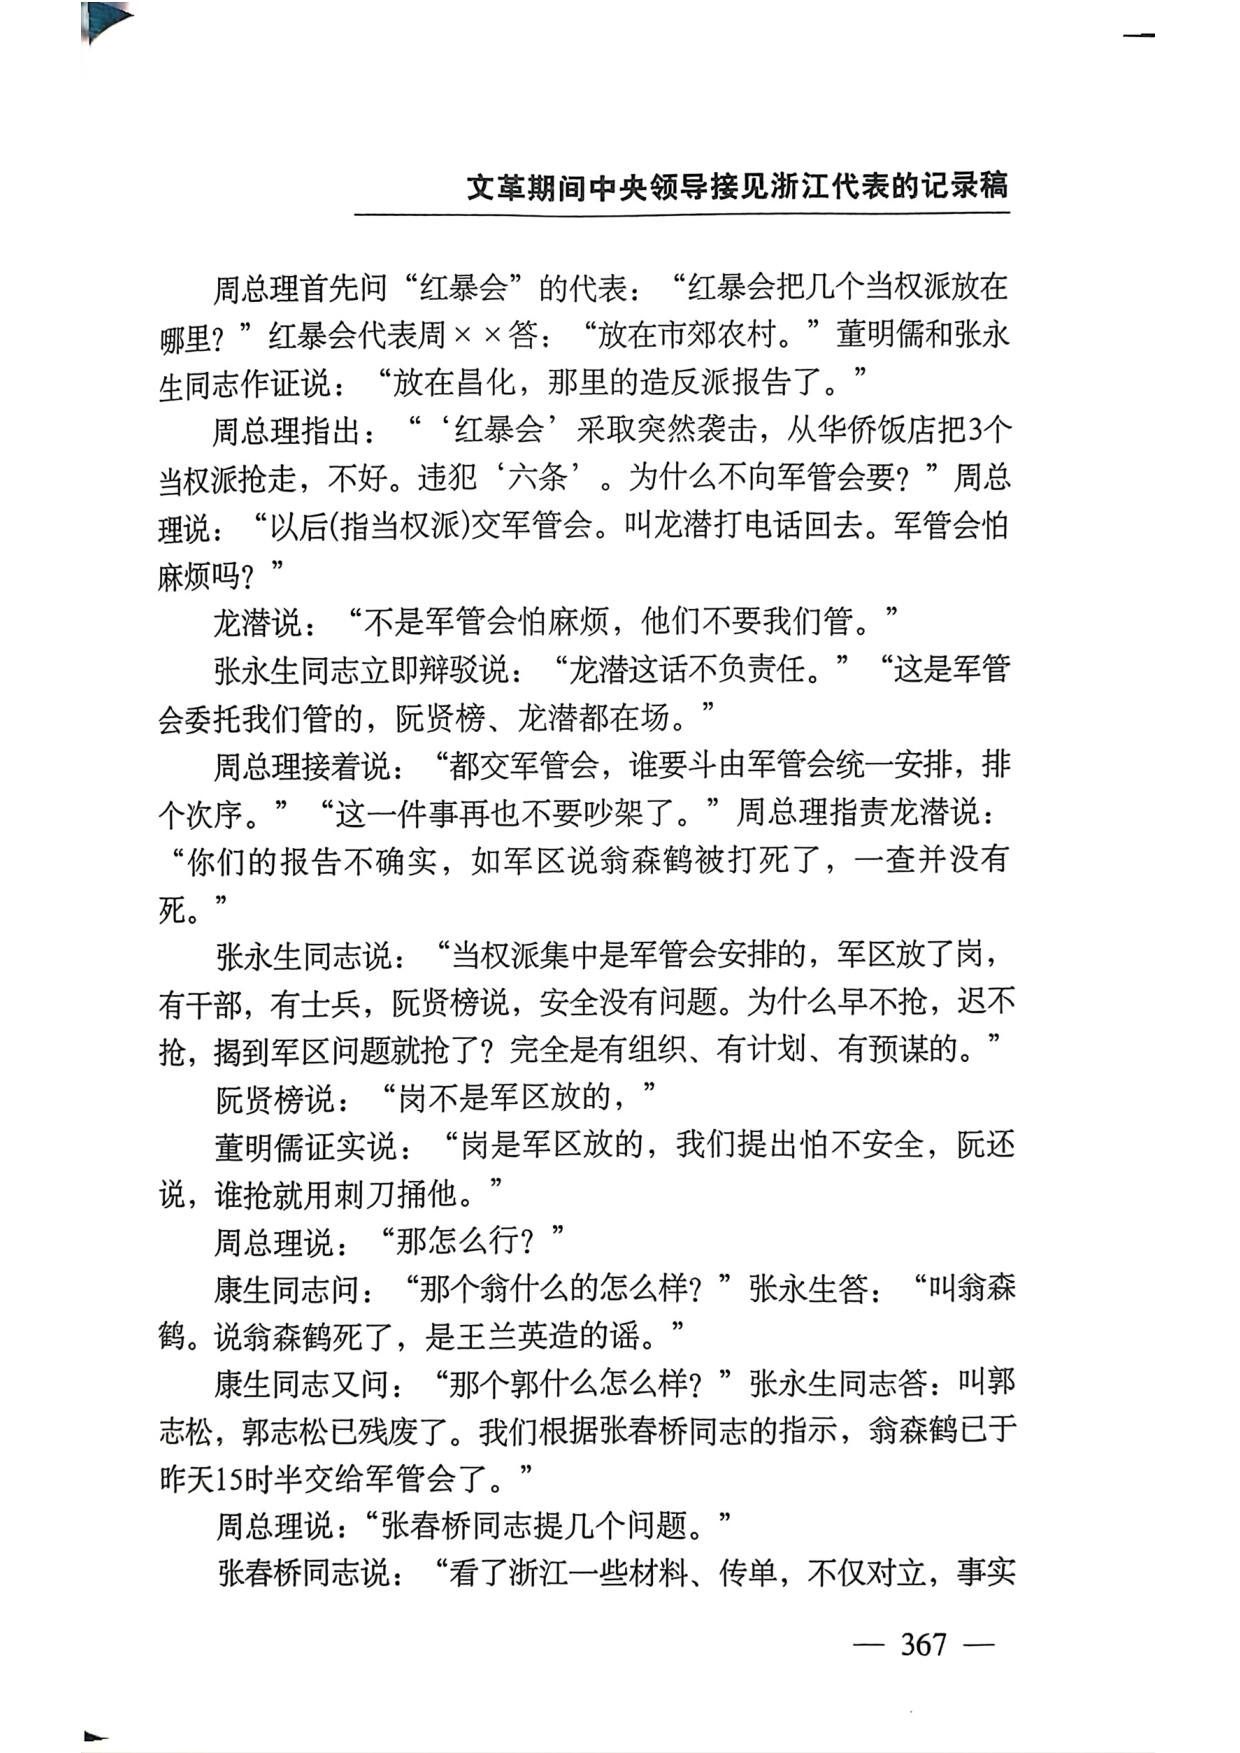 文革期间中央领导接见浙江代表的记录稿
周总理首先问“红暴会”的代表：“红暴会把几个当权派放在
哪里？”红暴会代表周××答：“放在市郊农村。”董明儒和张永
生同志作证说：“放在昌化，那里的造反派报告了。”
周总理指出：“‘红暴会’采取突然袭击，从华侨饭店把3个
当权派抢走，不好。违犯‘六条’。为什么不向军管会要？”周总
理说：“以后(指当权派)交军管会。叫龙潜打电话回去。军管会怕
麻烦吗？”
龙潜说：“不是军管会怕麻烦，他们不要我们管。”
张永生同志立即辩驳说：“龙潜这话不负责任。”“这是军管
会委托我们管的，阮贤榜、龙潜都在场。”
周总理接着说：“都交军管会，谁要斗由军管会统一安排，排
个次序。”“这一件事再也不要吵架了。”周总理指责龙潜说：
“你们的报告不确实，如军区说翁森鹤被打死了，一查并没有
死。”
张永生同志说：“当权派集中是军管会安排的，军区放了岗，
有干部，有士兵，阮贤榜说，安全没有问题。为什么早不抢，迟不
抢，揭到军区问题就抢了？完全是有组织、有计划、有预谋的。”
阮贤榜说：“岗不是军区放的，”
董明儒证实说：“岗是军区放的，我们提出怕不安全，阮还
说，谁抢就用刺刀捅他。”
周总理说：“那怎么行？”
康生同志问：“那个翁什么的怎么样？”张永生答：“叫翁森
鹤。说翁森鹤死了，是王兰英造的谣。”
康生同志又问：“那个郭什么怎么样？”张永生同志答：叫郭
志松，郭志松已残废了。我们根据张春桥同志的指示，翁森鹤已于
昨天15时半交给军管会了。”
周总理说：“张春桥同志提几个问题。”
张春桥同志说：“看了浙江一些材料、传单，不仅对立，事实
— 367 —